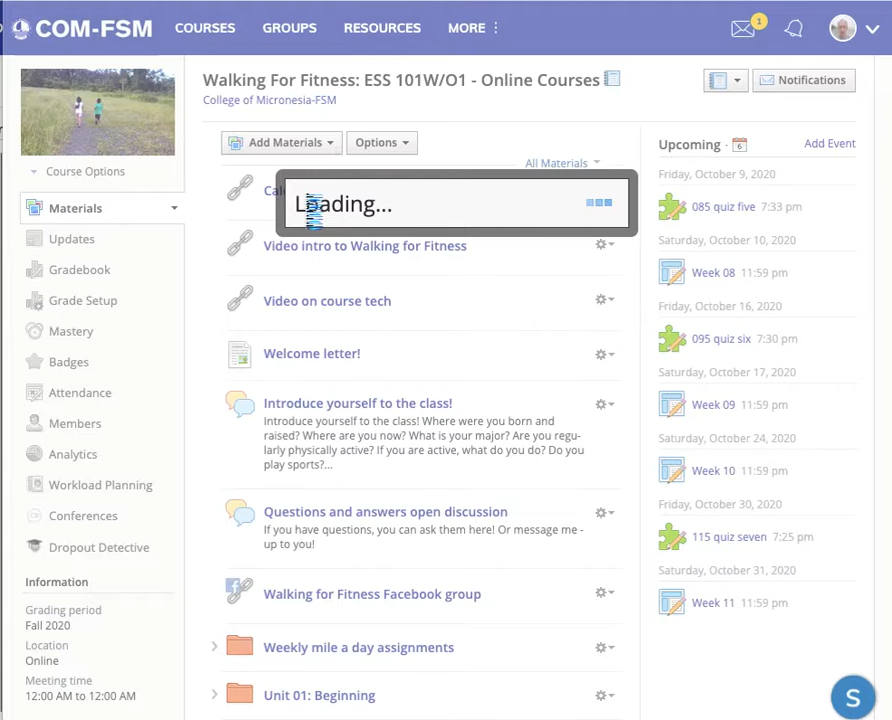 COM-FSM COURSES GROUPS RESOURCES MORE 1
Walking For Fitness: ESS 101W/O1 - Online Courses
College of Micronesia-FSM
Notifications
Course Options
Materials
Updates
Gradebook
Grade Setup
Mastery
Badges
Attendance
Members
Analytics
Workload Planning
Conferences
Dropout Detective
Information
Grading period
Fall 2020
Location
Online
Meeting time
12:00 AM to 12:00 AM
Add Materials Options
All Materials
Loading...
Video intro to Walking for Fitness
Video on course tech
Welcome letter!
Introduce yourself to the class!
Introduce yourself to the class! Where were you born and
raised? Where are you now? What is your major? Are you regu-
larly physically active? If you are active, what do you do? Do you
play sports?...
Questions and answers open discussion
If you have questions, you can ask them here! Or message me -
up to you!
Walking for Fitness Facebook group
Weekly mile a day assignments
Unit 01: Beginning
Upcoming · 6 Add Event
Friday, October 9, 2020
085 quiz five 7:33 pm
Saturday, October 10, 2020
Week 08 11:59 pm
Friday, October 16, 2020
095 quiz six 7:30 pm
Saturday, October 17, 2020
Week 09 11:59 pm
Saturday, October 24, 2020
Week 10 11:59 pm
Friday, October 30, 2020
115 quiz seven 7:25 pm
Saturday, October 31, 2020
Week 11 11:59 pm
S